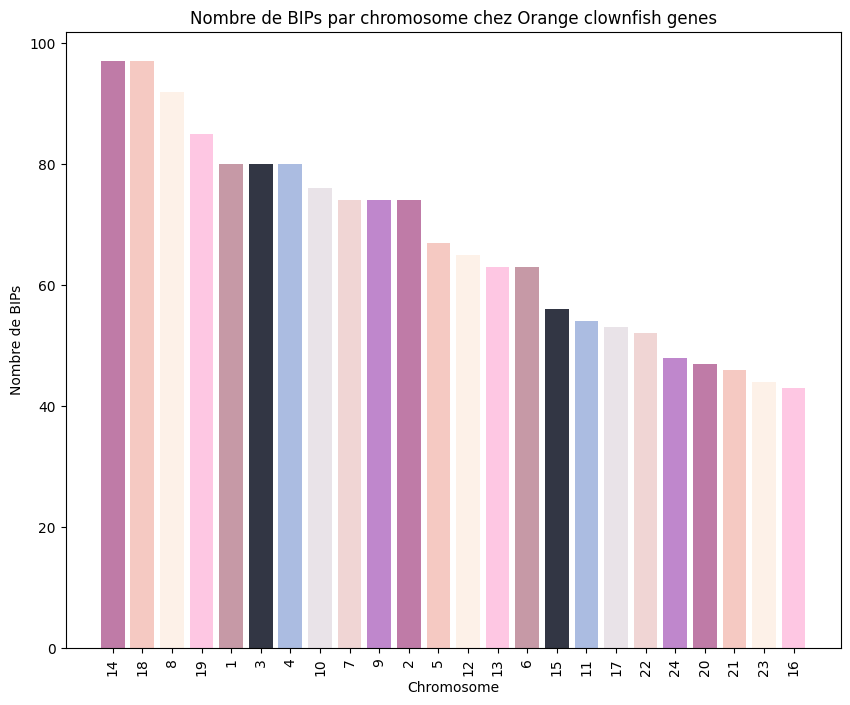 Nombre de BIPs par chromosome chez Orange clownfish genes
Nombre de BIPs
100
80
60
40
20
0
14 18 8 19 1 3 4 10 7 9 2 5 12 13 6 15 11 17 22 24 20 21 23 16
Chromosome